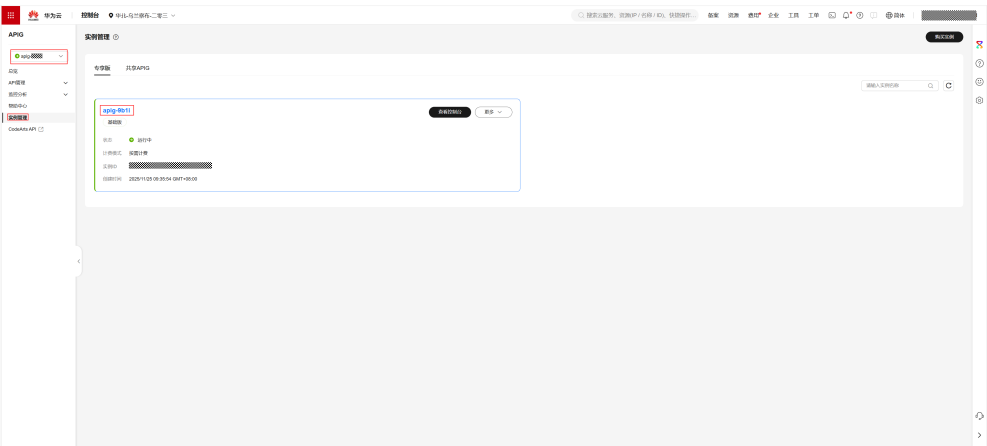 华为云
控制台
华北-乌兰察布-二零三
搜索云服务、资源(IP / 名称 / ID)、快捷操作...
备案
资源
费用
企业
工具
工单
简体
APIG
apig-
总览
API管理
监控分析
帮助中心
实例管理
CodeArts API
实例管理
购买实例
专享版
共享APIG
请输入实例名称
apig-9b1l
查看控制台
更多
基础版
状态
运行中
计费模式
按需计费
实例ID
创建时间
2025/11/25 09:35:54 GMT+08:00